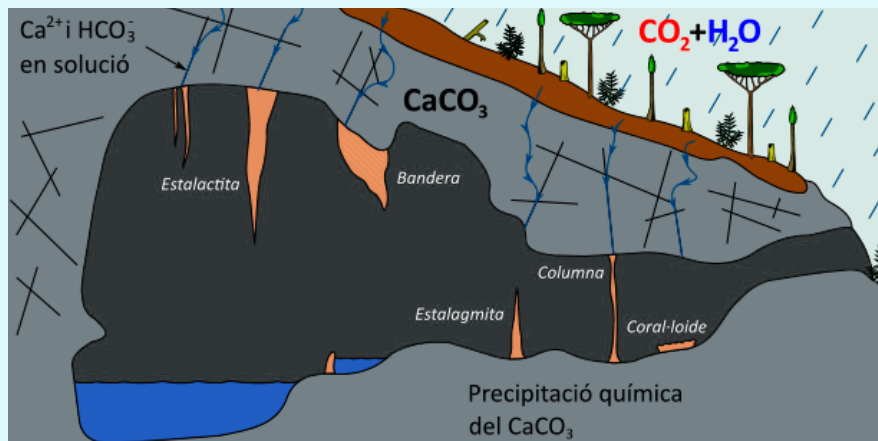 Ca²⁺ i HCO₃⁻
en solució
CO₂+H₂O
CaCO₃
Estalactita
Bandera
Columna
Estalagmita
Coral·loide
Precipitació química
del CaCO₃